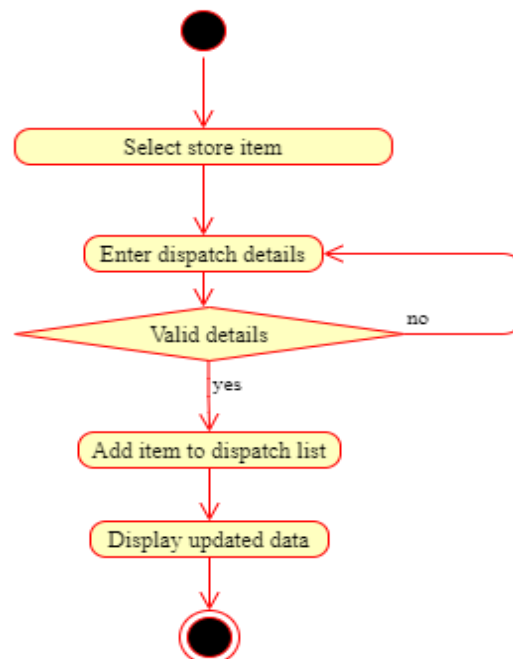 Select store item
Enter dispatch details
Valid details
no
yes
Add item to dispatch list
Display updated data